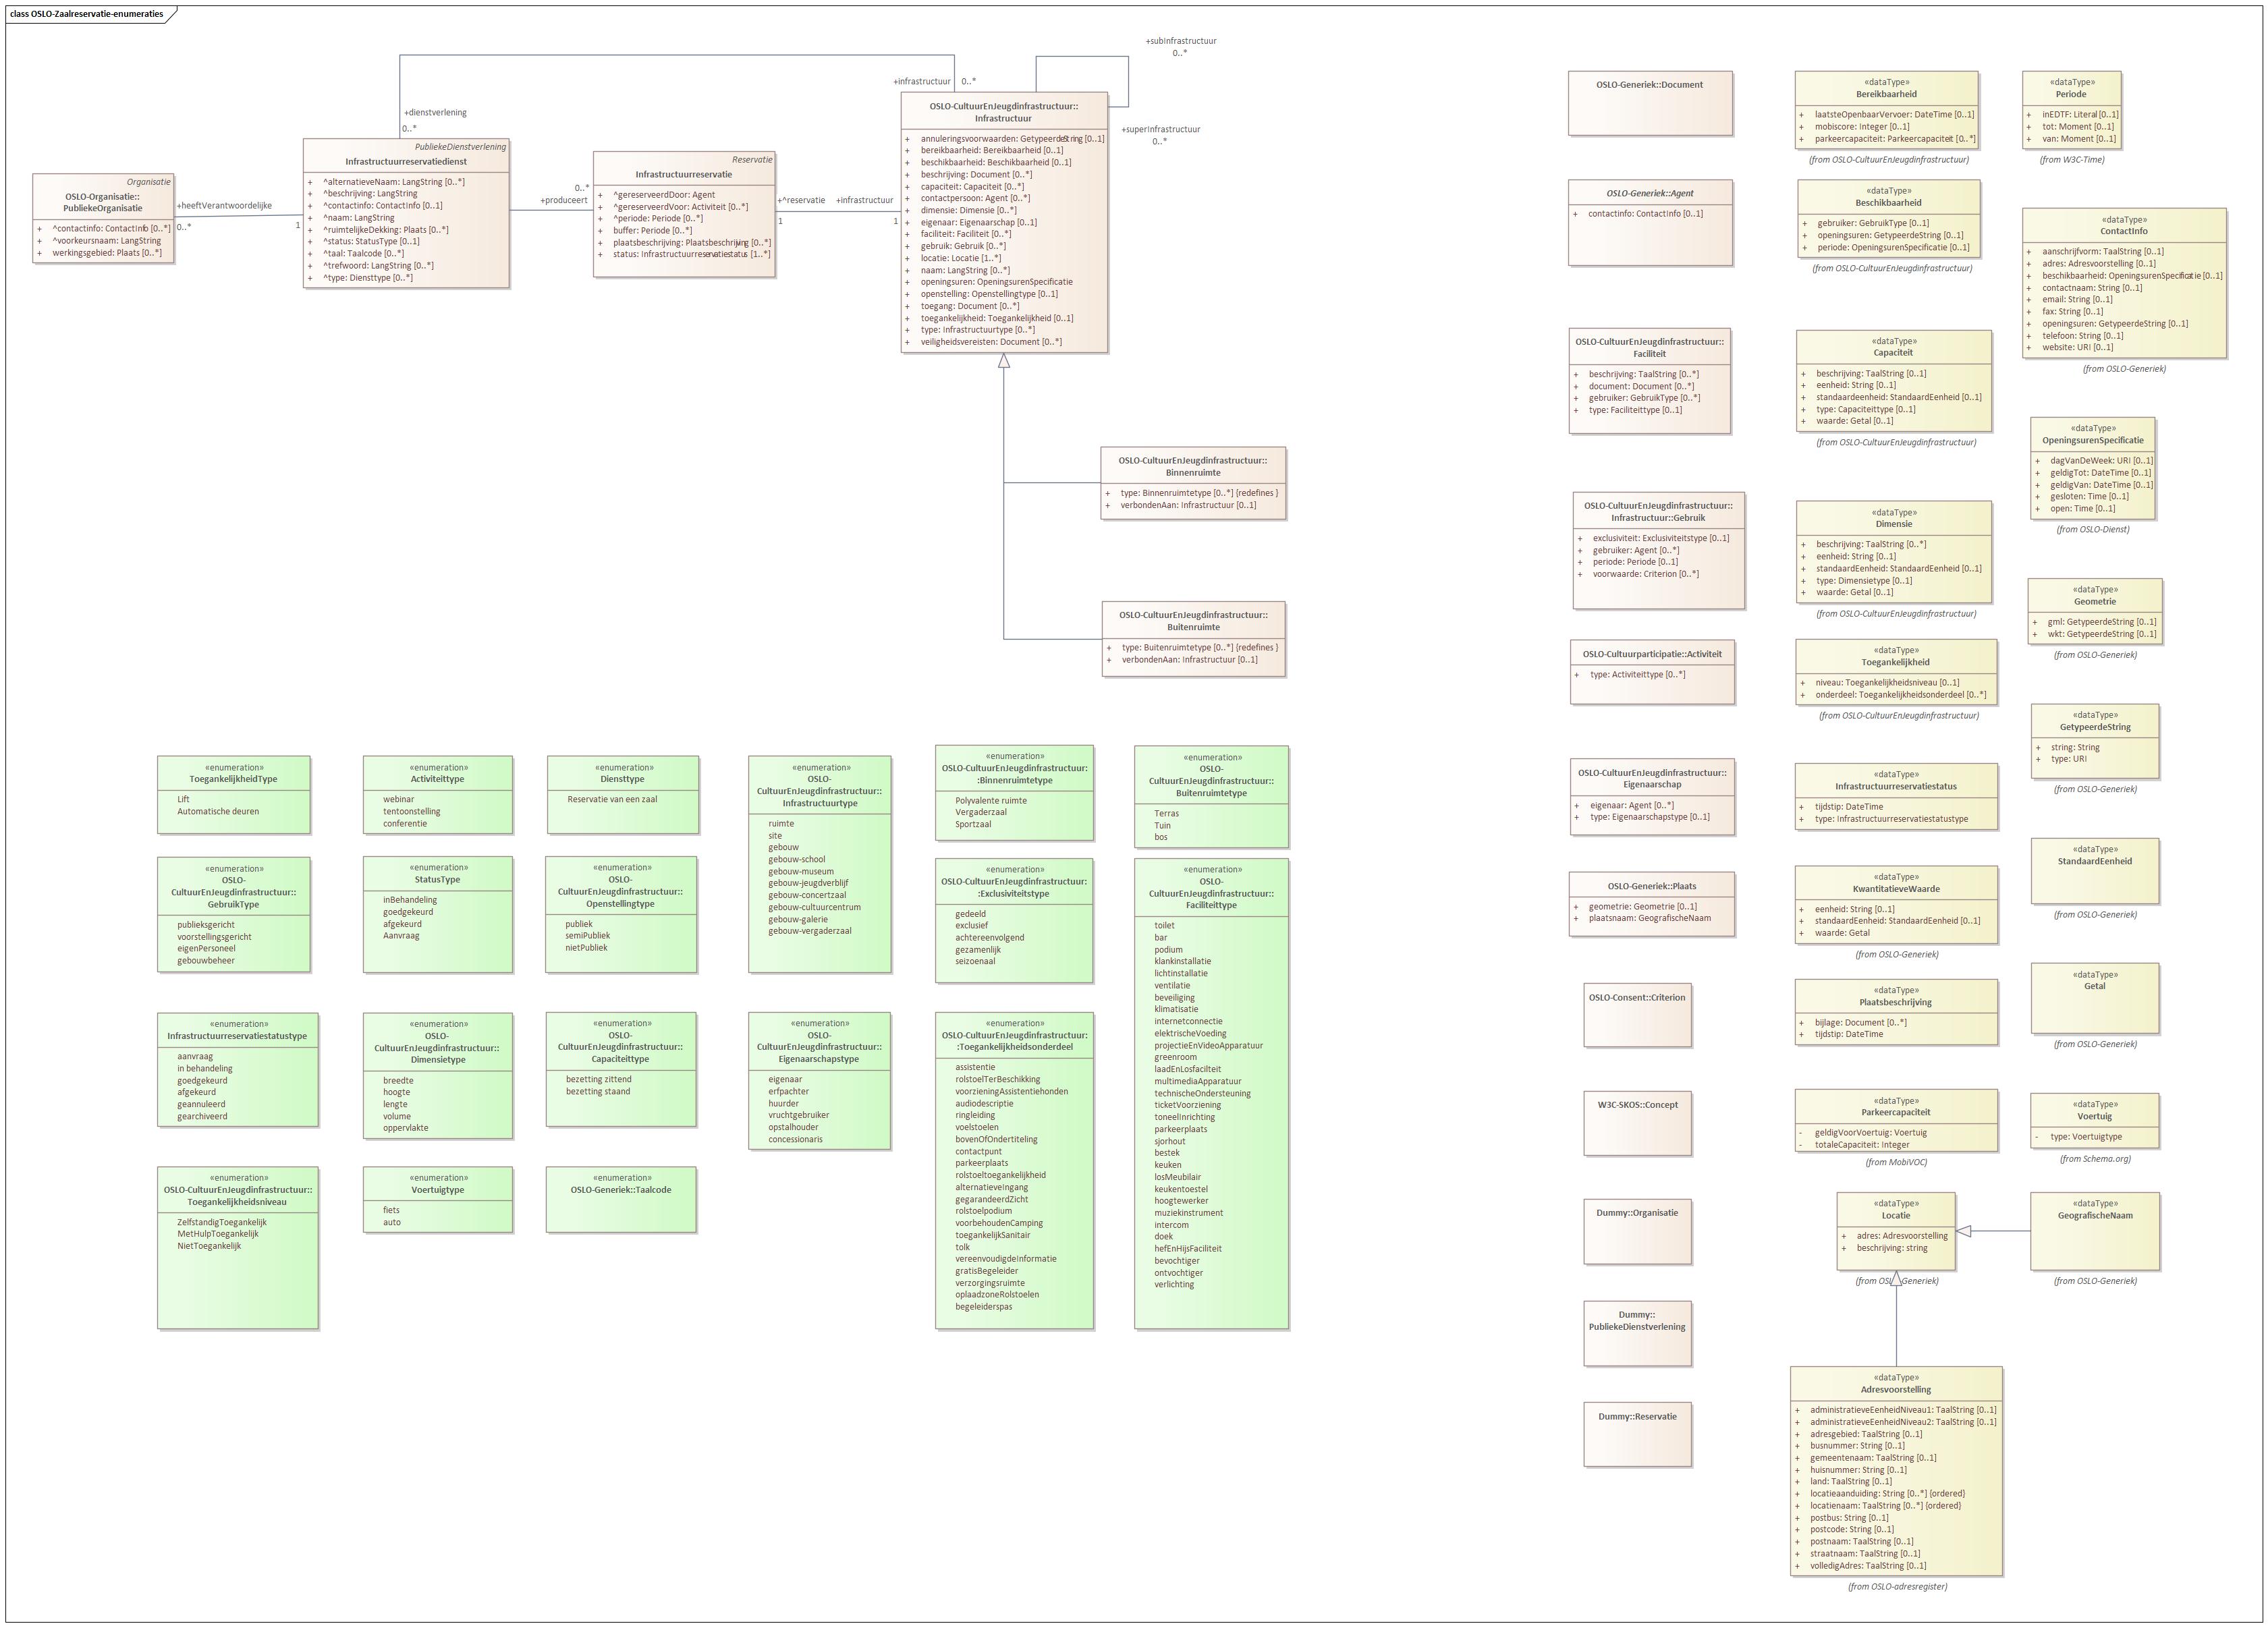 class OSLO-Zaalreservatie-enumeraties
+subInfrastructuur
0..*
+infrastructuur
0..*
+superInfrastructuur
0..*
+dienstverlening
0..*
Organisatie
OSLO-Organisatie::
PubliekeOrganisatie
+ ^contactinfo: ContactInfo [0..*]
+ ^voorkeursnaam: LangString
+ werkingsgebied: Plaats [0..*]
+heeftVerantwoordelijke
0..*
1
PubliekeDienstverlening
Infrastructuurreservatiedienst
+ ^alternatieveNaam: LangString [0..*]
+ ^beschrijving: LangString
+ ^contactinfo: ContactInfo [0..1]
+ ^naam: LangString
+ ^ruimtelijkeDekking: Plaats [0..*]
+ ^status: StatusType [0..1]
+ ^taal: Taalcode [0..*]
+ ^trefwoord: LangString [0..*]
+ ^type: Diensttype [0..*]
0..*
+produceert
Reservatie
Infrastructuurreservatie
+ ^gereserveerdDoor: Agent
+ ^gereserveerdVoor: Activiteit [0..*]
+ ^periode: Periode [0..*]
+ buffer: Periode [0..*]
+ plaatsbeschrijving: Plaatsbeschrijving [0..*]
+ status: Infrastructuurreservatiestatus [1..*]
+^reservatie
1
+infrastructuur
1
OSLO-CultuurEnJeugdinfrastructuur::
Infrastructuur
+ annuleringsvoorwaarden: GetypeerdeString [0..1]
+ bereikbaarheid: Bereikbaarheid [0..1]
+ beschikbaarheid: Beschikbaarheid [0..1]
+ beschrijving: Document [0..*]
+ capaciteit: Capaciteit [0..*]
+ contactpersoon: Agent [0..*]
+ dimensie: Dimensie [0..*]
+ eigenaar: Eigenaarschap [0..1]
+ faciliteit: Faciliteit [0..*]
+ gebruik: Gebruik [0..*]
+ locatie: Locatie [1..*]
+ naam: LangString [0..*]
+ openingsuren: OpeningsurenSpecificatie
+ openstelling: Openstellingtype [0..1]
+ toegang: Document [0..*]
+ toegankelijkheid: Toegankelijkheid [0..1]
+ type: Infrastructuurtype [0..*]
+ veiligheidsvereisten: Document [0..*]
OSLO-CultuurEnJeugdinfrastructuur::
Binnenruimte
+ type: Binnenruimtetype [0..*] {redefines }
+ verbondenAan: Infrastructuur [0..1]
OSLO-CultuurEnJeugdinfrastructuur::
Buitenruimte
+ type: Buitenruimtetype [0..*] {redefines }
+ verbondenAan: Infrastructuur [0..1]
«enumeration»
ToegankelijkheidType
Lift
Automatische deuren
«enumeration»
Activiteittype
webinar
tentoonstelling
conferentie
«enumeration»
Diensttype
Reservatie van een zaal
«enumeration»
OSLO-
CultuurEnJeugdinfrastructuur::
Infrastructuurtype
ruimte
site
gebouw
gebouw-school
gebouw-museum
gebouw-jeugdverblijf
gebouw-concertzaal
gebouw-cultuurcentrum
gebouw-galerie
gebouw-vergaderzaal
«enumeration»
OSLO-CultuurEnJeugdinfrastructuur:
:Binnenruimtetype
Polyvalente ruimte
Vergaderzaal
Sportzaal
«enumeration»
OSLO-
CultuurEnJeugdinfrastructuur::
Buitenruimtetype
Terras
Tuin
bos
«enumeration»
OSLO-
CultuurEnJeugdinfrastructuur::
GebruikType
publieksgericht
voorstellingsgericht
eigenPersoneel
gebouwbeheer
«enumeration»
StatusType
inBehandeling
goedgekeurd
afgekeurd
Aanvraag
«enumeration»
OSLO-
CultuurEnJeugdinfrastructuur::
Openstellingtype
publiek
semiPubliek
nietPubliek
«enumeration»
OSLO-CultuurEnJeugdinfrastructuur:
:Exclusiviteitstype
gedeeld
exclusief
achtereenvolgend
gezamenlijk
seizoenaal
«enumeration»
OSLO-
CultuurEnJeugdinfrastructuur::
Faciliteittype
toilet
bar
podium
klankinstallatie
lichtinstallatie
ventilatie
beveiliging
klimatisatie
internetconnectie
elektrischeVoeding
projectieEnVideoApparatuur
greenroom
laadEnLosfacilteit
multimediaApparatuur
technischeOndersteuning
ticketVoorziening
toneelInrichting
parkeerplaats
sjorhout
bestek
keuken
losMeubilair
keukentoestel
hoogtewerker
muziekinstrument
intercom
doek
hefEnHijsFaciliteit
bevochtiger
ontvochtiger
verlichting
«enumeration»
Infrastructuurreservatiestatustype
aanvraag
in behandeling
goedgekeurd
afgekeurd
geannuleerd
gearchiveerd
«enumeration»
OSLO-
CultuurEnJeugdinfrastructuur::
Dimensietype
breedte
hoogte
lengte
volume
oppervlakte
«enumeration»
OSLO-
CultuurEnJeugdinfrastructuur::
Capaciteittype
bezetting zittend
bezetting staand
«enumeration»
OSLO-
CultuurEnJeugdinfrastructuur::
Eigenaarschapstype
eigenaar
erfpachter
huurder
vruchtgebruiker
opstalhouder
concessionaris
«enumeration»
OSLO-CultuurEnJeugdinfrastructuur:
:Toegankelijkheidsonderdeel
assistentie
rolstoelTerBeschikking
voorzieningAssistentiehonden
audiodescriptie
ringleiding
voelstoelen
bovenOfOndertiteling
contactpunt
parkeerplaats
rolstoeltoegankelijkheid
alternatieveIngang
gegarandeerdZicht
rolstoelpodium
voorbehoudenCamping
toegankelijkSanitair
tolk
vereenvoudigdeInformatie
gratisBegeleider
verzorgingsruimte
oplaadzoneRolstoelen
begeleiderspas
«enumeration»
OSLO-CultuurEnJeugdinfrastructuur::
Toegankelijkheidsniveau
ZelfstandigToegankelijk
MetHulpToegankelijk
NietToegankelijk
«enumeration»
Voertuigtype
fiets
auto
«enumeration»
OSLO-Generiek::Taalcode
OSLO-Generiek::Document
OSLO-Generiek::Agent
+ contactinfo: ContactInfo [0..1]
OSLO-CultuurEnJeugdinfrastructuur::
Faciliteit
+ beschrijving: TaalString [0..*]
+ document: Document [0..*]
+ gebruiker: GebruikType [0..*]
+ type: Faciliteittype [0..1]
OSLO-CultuurEnJeugdinfrastructuur::
Infrastructuur::Gebruik
+ exclusiviteit: Exclusiviteitstype [0..1]
+ gebruiker: Agent [0..*]
+ periode: Periode [0..1]
+ voorwaarde: Criterion [0..*]
OSLO-Cultuurparticipatie::Activiteit
+ type: Activiteittype [0..*]
OSLO-CultuurEnJeugdinfrastructuur::
Eigenaarschap
+ eigenaar: Agent [0..*]
+ type: Eigenaarschapstype [0..1]
OSLO-Generiek::Plaats
+ geometrie: Geometrie [0..1]
+ plaatsnaam: GeografischeNaam
OSLO-Consent::Criterion
W3C-SKOS::Concept
Dummy::Organisatie
Dummy::
PubliekeDienstverlening
Dummy::Reservatie
«dataType»
Bereikbaarheid
+ laatsteOpenbaarVervoer: DateTime [0..1]
+ mobiscore: Integer [0..1]
+ parkeercapaciteit: Parkeercapaciteit [0..*]
(from OSLO-CultuurEnJeugdinfrastructuur)
«dataType»
Beschikbaarheid
+ gebruiker: GebruikType [0..1]
+ openingsuren: GetypeerdeString [0..1]
+ periode: OpeningsurenSpecificatie [0..1]
(from OSLO-CultuurEnJeugdinfrastructuur)
«dataType»
Capaciteit
+ beschrijving: TaalString [0..1]
+ eenheid: String [0..1]
+ standaardeenheid: StandaardEenheid [0..1]
+ type: Capaciteittype [0..1]
+ waarde: Getal [0..1]
(from OSLO-CultuurEnJeugdinfrastructuur)
«dataType»
Dimensie
+ beschrijving: TaalString [0..*]
+ eenheid: String [0..1]
+ standaardEenheid: StandaardEenheid [0..1]
+ type: Dimensietype [0..1]
+ waarde: Getal [0..1]
(from OSLO-CultuurEnJeugdinfrastructuur)
«dataType»
Toegankelijkheid
+ niveau: Toegankelijkheidsniveau [0..1]
+ onderdeel: Toegankelijkheidsonderdeel [0..*]
(from OSLO-CultuurEnJeugdinfrastructuur)
«dataType»
Infrastructuurreservatiestatus
+ tijdstip: DateTime
+ type: Infrastructuurreservatiestatustype
«dataType»
KwantitatieveWaarde
+ eenheid: String [0..1]
+ standaardEenheid: StandaardEenheid [0..1]
+ waarde: Getal
(from OSLO-Generiek)
«dataType»
Plaatsbeschrijving
+ bijlage: Document [0..*]
+ tijdstip: DateTime
«dataType»
Parkeercapaciteit
- geldigVoorVoertuig: Voertuig
- totaleCapaciteit: Integer
(from MobiVOC)
«dataType»
Locatie
+ adres: Adresvoorstelling
+ beschrijving: string
(from OSLO-Generiek)
«dataType»
Adresvoorstelling
+ administratieveEenheidNiveau1: TaalString [0..1]
+ administratieveEenheidNiveau2: TaalString [0..1]
+ adresgebied: TaalString [0..1]
+ busnummer: String [0..1]
+ gemeentenaam: TaalString [0..1]
+ huisnummer: String [0..1]
+ land: TaalString [0..1]
+ locatieaanduiding: String [0..*] {ordered}
+ locatienaam: TaalString [0..*] {ordered}
+ postbus: String [0..1]
+ postcode: String [0..1]
+ postnaam: TaalString [0..1]
+ straatnaam: TaalString [0..1]
+ volledigAdres: TaalString [0..1]
(from OSLO-adresregister)
«dataType»
Periode
+ inEDTF: Literal [0..1]
+ tot: Moment [0..1]
+ van: Moment [0..1]
(from W3C-Time)
«dataType»
ContactInfo
+ aanschrijfvorm: TaalString [0..1]
+ adres: Adresvoorstelling [0..1]
+ beschikbaarheid: OpeningsurenSpecificatie [0..1]
+ contactnaam: String [0..1]
+ email: String [0..1]
+ fax: String [0..1]
+ openingsuren: GetypeerdeString [0..1]
+ telefoon: String [0..1]
+ website: URI [0..1]
(from OSLO-Generiek)
«dataType»
OpeningsurenSpecificatie
+ dagVanDeWeek: URI [0..1]
+ geldigTot: DateTime [0..1]
+ geldigVan: DateTime [0..1]
+ gesloten: Time [0..1]
+ open: Time [0..1]
(from OSLO-Dienst)
«dataType»
Geometrie
+ gml: GetypeerdeString [0..1]
+ wkt: GetypeerdeString [0..1]
(from OSLO-Generiek)
«dataType»
GetypeerdeString
+ string: String
+ type: URI
(from OSLO-Generiek)
«dataType»
StandaardEenheid
(from OSLO-Generiek)
«dataType»
Getal
(from OSLO-Generiek)
«dataType»
Voertuig
- type: Voertuigtype
(from Schema.org)
«dataType»
GeografischeNaam
(from OSLO-Generiek)